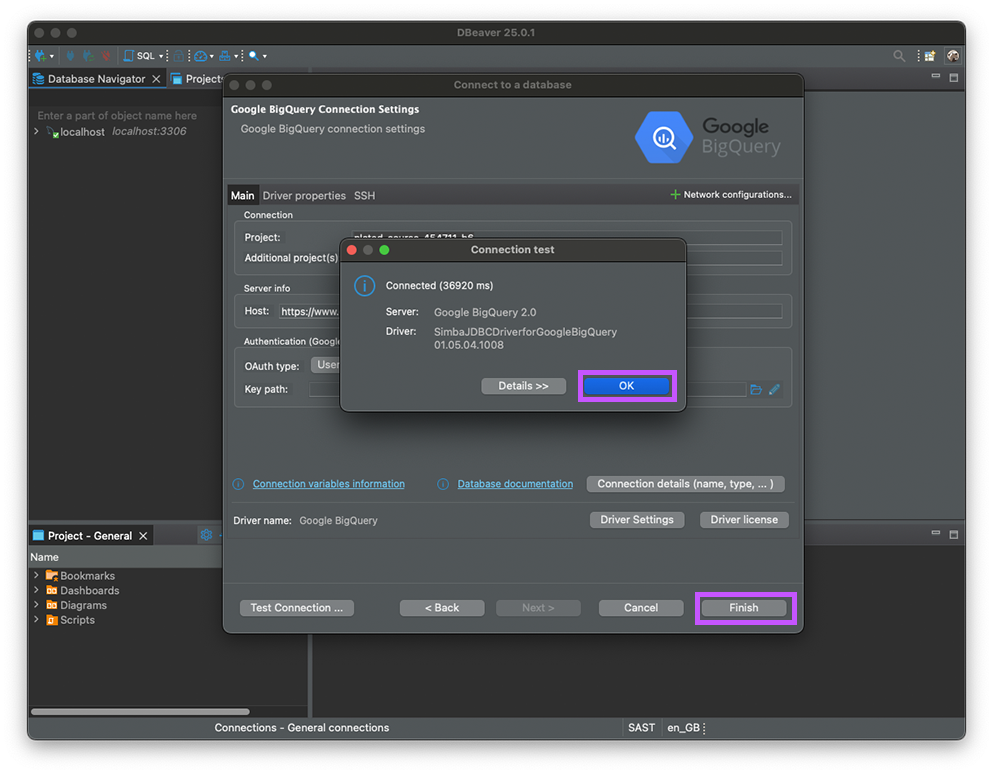 DBeaver 25.0.1
SQL
Database Navigator
Project
Enter a part of object name here
localhost localhost:3306
Connect to a database
Google BigQuery Connection Settings
Google BigQuery connection settings
Google
BigQuery
Main Driver properties SSH
Network configurations...
Connection
Project:
Additional project(s)
Server info
Host: https://www.
Authentication (Google
OAuth type: User
Key path:
Connection test
Connected (36920 ms)
Server: Google BigQuery 2.0
Driver: SimbaJDBCDriverforGoogleBigQuery
01.05.04.1008
Details >>
OK
Connection variables information
Database documentation
Connection details (name, type, ... )
Driver name: Google BigQuery
Driver Settings
Driver license
Test Connection ...
< Back
Next >
Cancel
Finish
Project - General
Name
Bookmarks
Dashboards
Diagrams
Scripts
Connections - General connections
SAST
en_GB